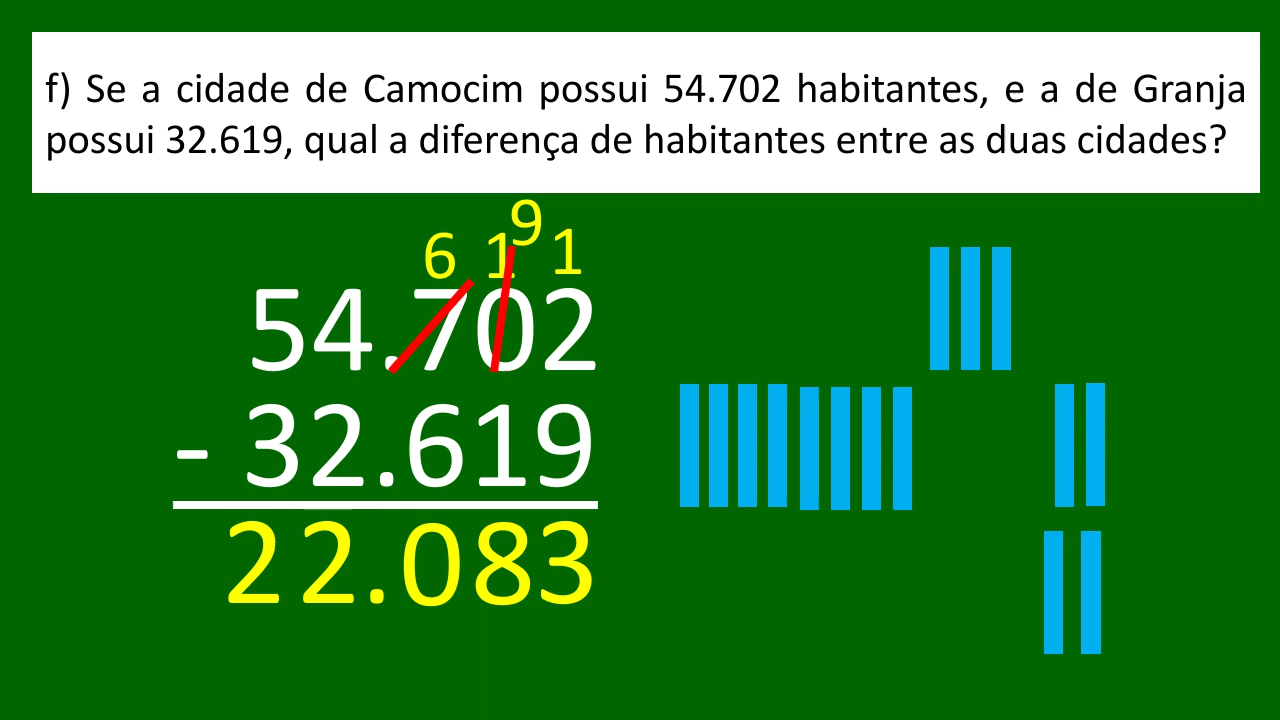 f) Se a cidade de Camocim possui 54.702 habitantes, e a de Granja
possui 32.619, qual a diferença de habitantes entre as duas cidades?
9
6 1 1
54.702
- 32.619
22.083